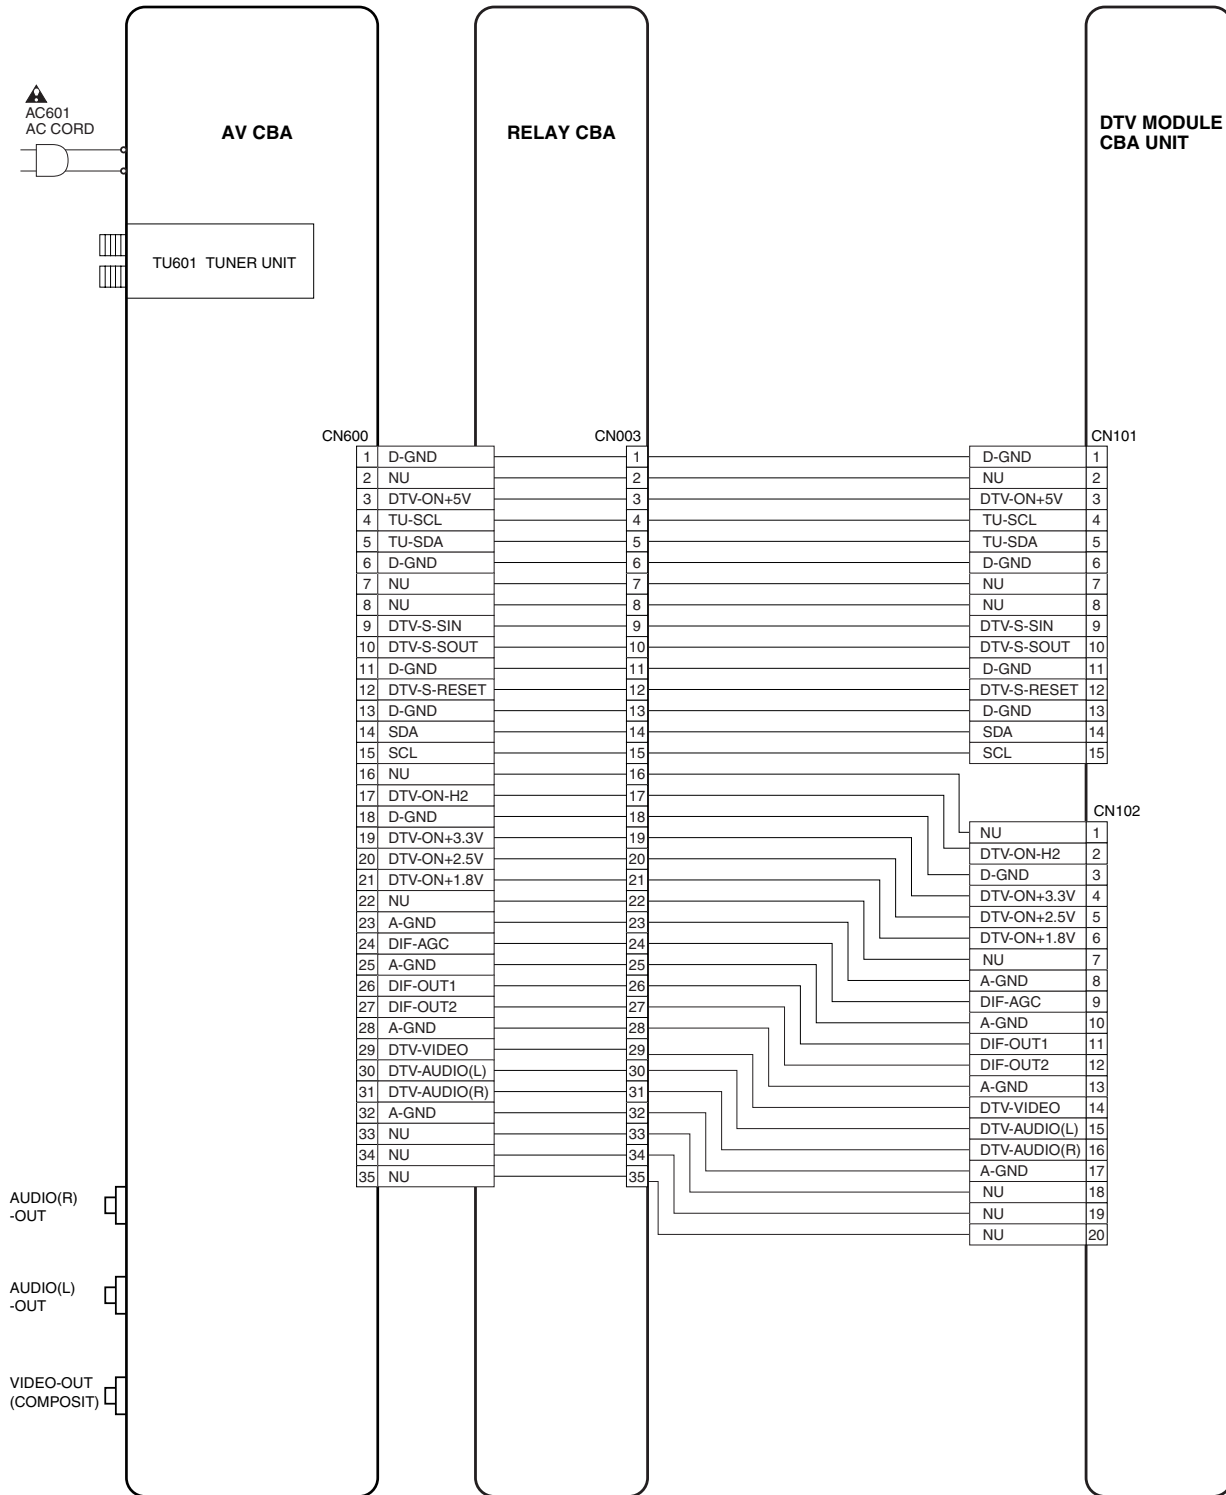 AC601
AC CORD
AV CBA
RELAY CBA
DTV MODULE
CBA UNIT
TU601 TUNER UNIT
CN600
CN003
CN101
1 D-GND 1 D-GND 1
2 NU 2 NU 2
3 DTV-ON+5V 3 DTV-ON+5V 3
4 TU-SCL 4 TU-SCL 4
5 TU-SDA 5 TU-SDA 5
6 D-GND 6 D-GND 6
7 NU 7 NU 7
8 NU 8 NU 8
9 DTV-S-SIN 9 DTV-S-SIN 9
10 DTV-S-SOUT 10 DTV-S-SOUT 10
11 D-GND 11 D-GND 11
12 DTV-S-RESET 12 DTV-S-RESET 12
13 D-GND 13 D-GND 13
14 SDA 14 SDA 14
15 SCL 15 SCL 15
16 NU 16
17 DTV-ON-H2 17
18 D-GND 18
19 DTV-ON+3.3V 19
20 DTV-ON+2.5V 20
21 DTV-ON+1.8V 21
22 NU 22
23 A-GND 23
24 DIF-AGC 24
25 A-GND 25
26 DIF-OUT1 26
27 DIF-OUT2 27
28 A-GND 28
29 DTV-VIDEO 29
30 DTV-AUDIO(L) 30
31 DTV-AUDIO(R) 31
32 A-GND 32
33 NU 33
34 NU 34
35 NU 35
CN102
NU 1
DTV-ON-H2 2
D-GND 3
DTV-ON+3.3V 4
DTV-ON+2.5V 5
DTV-ON+1.8V 6
NU 7
A-GND 8
DIF-AGC 9
A-GND 10
DIF-OUT1 11
DIF-OUT2 12
A-GND 13
DTV-VIDEO 14
DTV-AUDIO(L) 15
DTV-AUDIO(R) 16
A-GND 17
NU 18
NU 19
NU 20
AUDIO(R)
-OUT
AUDIO(L)
-OUT
VIDEO-OUT
(COMPOSIT)